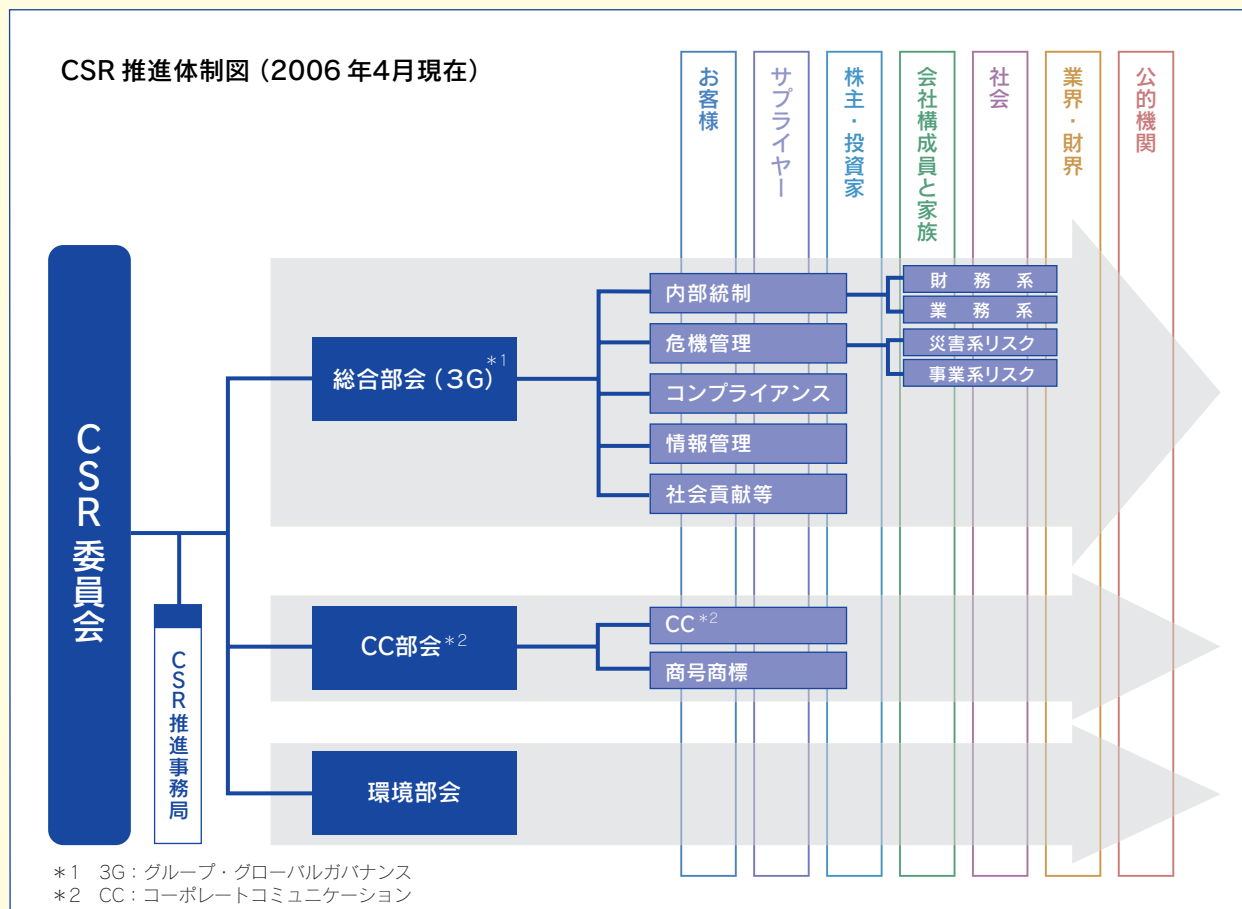 CSR 推進体制図（2006 年4月現在）
お客様
サプライヤー
株主・投資家
会社構成員と家族
社会
業界・財界
公的機関
CSR委員会
CSR推進事務局
総合部会（3G）＊1
内部統制
財務系
業務系
危機管理
災害系リスク
事業系リスク
コンプライアンス
情報管理
社会貢献等
CC部会＊2
CC＊2
商号商標
環境部会
＊1 3G：グループ・グローバルガバナンス
＊2 CC：コーポレートコミュニケーション